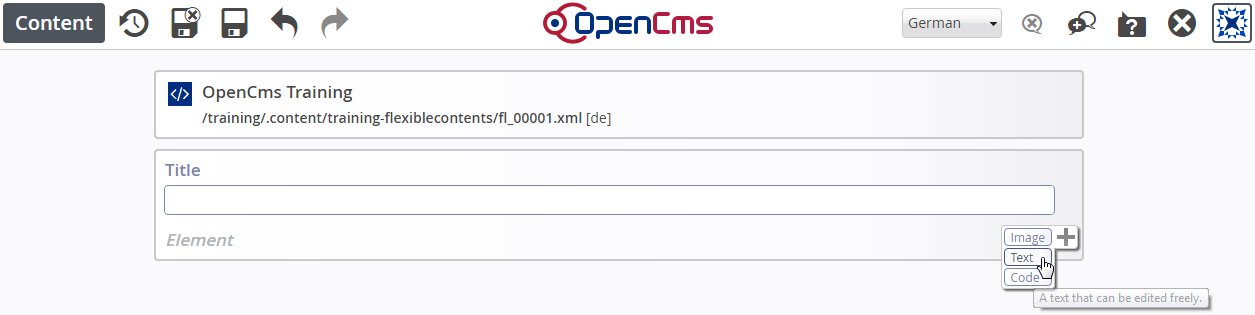 Content
OpenCms
German
OpenCms Training
/training/.content/training-flexiblecontents/fl_00001.xml [de]
Title
Element
Image
Text
Code
A text that can be edited freely.